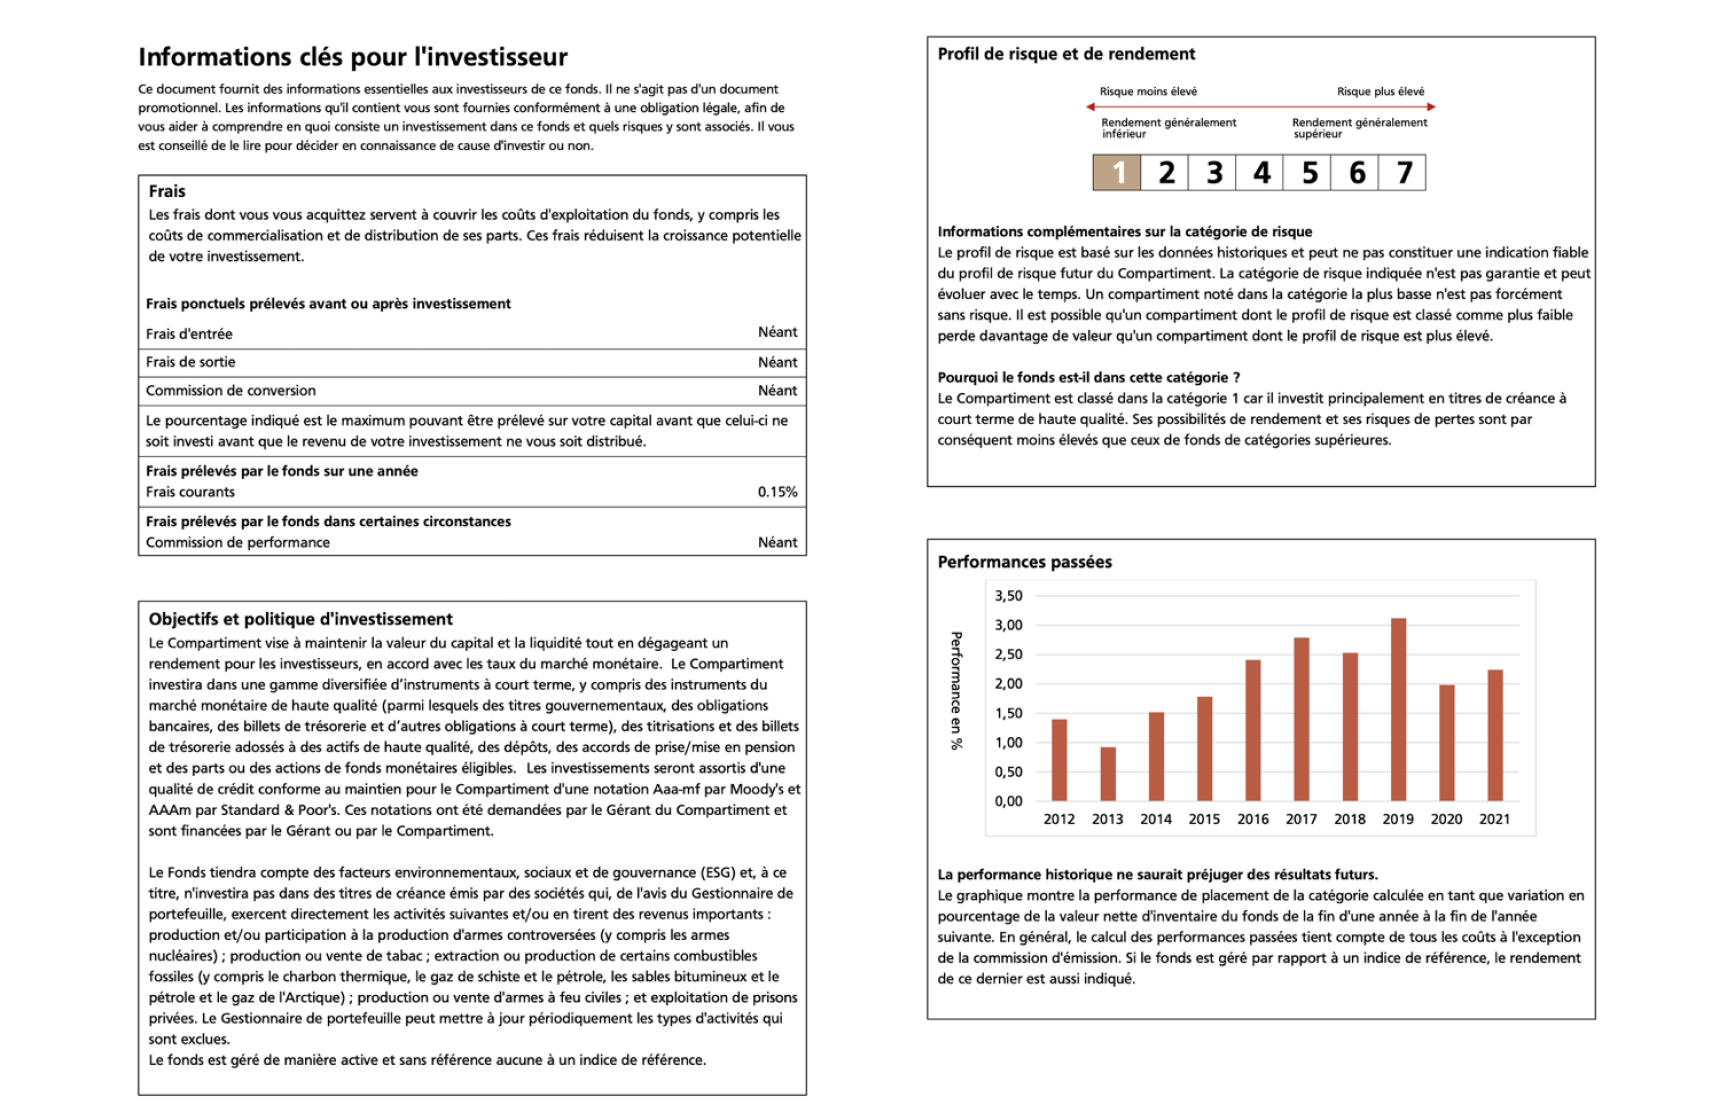 Informations clés pour l'investisseur
Ce document fournit des informations essentielles aux investisseurs de ce fonds. Il ne s'agit pas d'un document
promotionnel. Les informations qu'il contient vous sont fournies conformément à une obligation légale, afin de
vous aider à comprendre en quoi consiste un investissement dans ce fonds et quels risques y sont associés. Il vous
est conseillé de le lire pour décider en connaissance de cause d'investir ou non.
Frais
Les frais dont vous vous acquittez servent à couvrir les coûts d'exploitation du fonds, y compris les
coûts de commercialisation et de distribution de ses parts. Ces frais réduisent la croissance potentielle
de votre investissement.
Frais ponctuels prélevés avant ou après investissement
Frais d'entrée Néant
Frais de sortie Néant
Commission de conversion Néant
Le pourcentage indiqué est le maximum pouvant être prélevé sur votre capital avant que celui-ci ne
soit investi avant que le revenu de votre investissement ne vous soit distribué.
Frais prélevés par le fonds sur une année
Frais courants 0.15%
Frais prélevés par le fonds dans certaines circonstances
Commission de performance Néant
Objectifs et politique d'investissement
Le Compartiment vise à maintenir la valeur du capital et la liquidité tout en dégageant un
rendement pour les investisseurs, en accord avec les taux du marché monétaire. Le Compartiment
investira dans une gamme diversifiée d’instruments à court terme, y compris des instruments du
marché monétaire de haute qualité (parmi lesquels des titres gouvernementaux, des obligations
bancaires, des billets de trésorerie et d’autres obligations à court terme), des titrisations et des billets
de trésorerie adossés à des actifs de haute qualité, des dépôts, des accords de prise/mise en pension
et des parts ou des actions de fonds monétaires éligibles. Les investissements seront assortis d'une
qualité de crédit conforme au maintien pour le Compartiment d'une notation Aaa-mf par Moody's et
AAAm par Standard & Poor's. Ces notations ont été demandées par le Gérant du Compartiment et
sont financées par le Gérant ou par le Compartiment.
Le Fonds tiendra compte des facteurs environnementaux, sociaux et de gouvernance (ESG) et, à ce
titre, n'investira pas dans des titres de créance émis par des sociétés qui, de l'avis du Gestionnaire de
portefeuille, exercent directement les activités suivantes et/ou en tirent des revenus importants :
production et/ou participation à la production d'armes controversées (y compris les armes
nucléaires) ; production ou vente de tabac ; extraction ou production de certains combustibles
fossiles (y compris le charbon thermique, le gaz de schiste et le pétrole, les sables bitumineux et le
pétrole et le gaz de l'Arctique) ; production ou vente d'armes à feu civiles ; et exploitation de prisons
privées. Le Gestionnaire de portefeuille peut mettre à jour périodiquement les types d'activités qui
sont exclues.
Le fonds est géré de manière active et sans référence aucune à un indice de référence.
Profil de risque et de rendement
Risque moins élevé Risque plus élevé
Rendement généralement Rendement généralement
inférieur supérieur
1 2 3 4 5 6 7
Informations complémentaires sur la catégorie de risque
Le profil de risque est basé sur les données historiques et peut ne pas constituer une indication fiable
du profil de risque futur du Compartiment. La catégorie de risque indiquée n'est pas garantie et peut
évoluer avec le temps. Un compartiment noté dans la catégorie la plus basse n'est pas forcément
sans risque. Il est possible qu'un compartiment dont le profil de risque est classé comme plus faible
perde davantage de valeur qu'un compartiment dont le profil de risque est plus élevé.
Pourquoi le fonds est-il dans cette catégorie ?
Le Compartiment est classé dans la catégorie 1 car il investit principalement en titres de créance à
court terme de haute qualité. Ses possibilités de rendement et ses risques de pertes sont par
conséquent moins élevés que ceux de fonds de catégories supérieures.
Performances passées
Performance en %
3,50
3,00
2,50
2,00
1,50
1,00
0,50
0,00
2012 2013 2014 2015 2016 2017 2018 2019 2020 2021
La performance historique ne saurait préjuger des résultats futurs.
Le graphique montre la performance de placement de la catégorie calculée en tant que variation en
pourcentage de la valeur nette d'inventaire du fonds de la fin d'une année à la fin de l'année
suivante. En général, le calcul des performances passées tient compte de tous les coûts à l'exception
de la commission d'émission. Si le fonds est géré par rapport à un indice de référence, le rendement
de ce dernier est aussi indiqué.